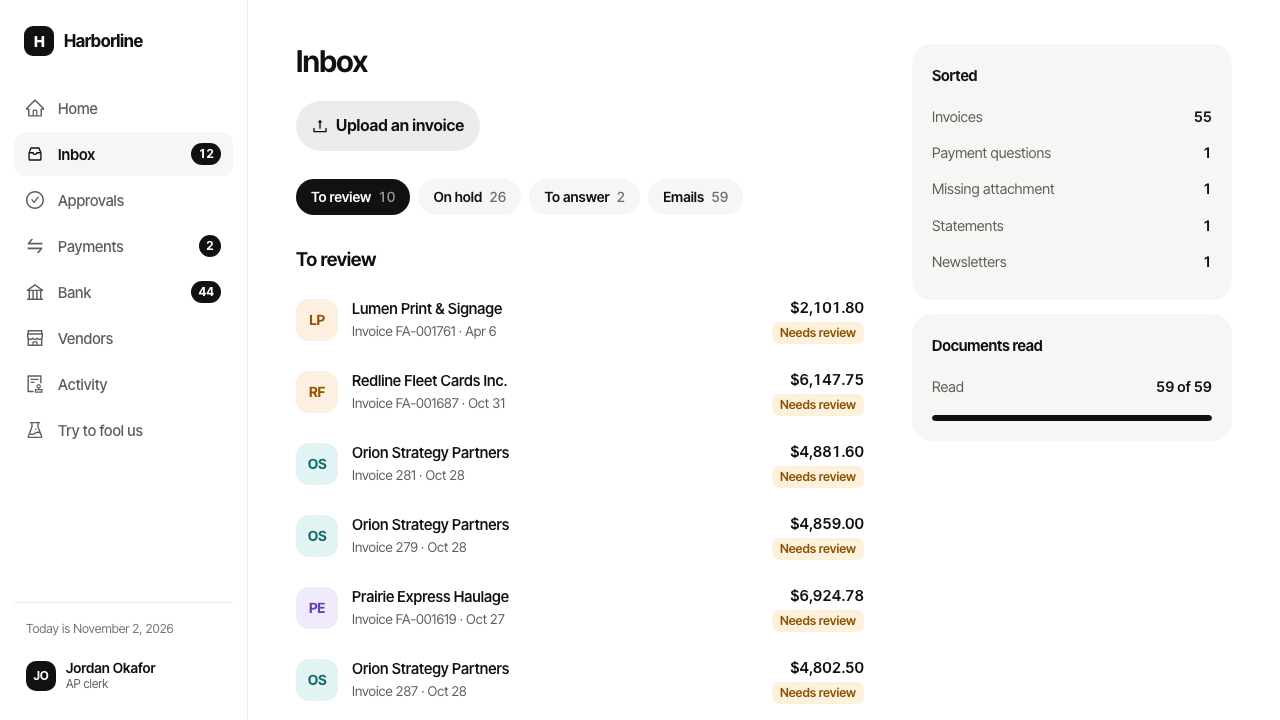 H Harborline
Home
Inbox 12
Approvals
Payments 2
Bank 44
Vendors
Activity
Try to fool us
Today is November 2, 2026
JO Jordan Okafor
AP clerk
Inbox
Upload an invoice
To review 10 On hold 26 To answer 2 Emails 59
To review
LP Lumen Print & Signage $2,101.80
Invoice FA-001761 · Apr 6 Needs review
RF Redline Fleet Cards Inc. $6,147.75
Invoice FA-001687 · Oct 31 Needs review
OS Orion Strategy Partners $4,881.60
Invoice 281 · Oct 28 Needs review
OS Orion Strategy Partners $4,859.00
Invoice 279 · Oct 28 Needs review
PE Prairie Express Haulage $6,924.78
Invoice FA-001619 · Oct 27 Needs review
OS Orion Strategy Partners $4,802.50
Invoice 287 · Oct 28 Needs review
Sorted
Invoices 55
Payment questions 1
Missing attachment 1
Statements 1
Newsletters 1
Documents read
Read 59 of 59